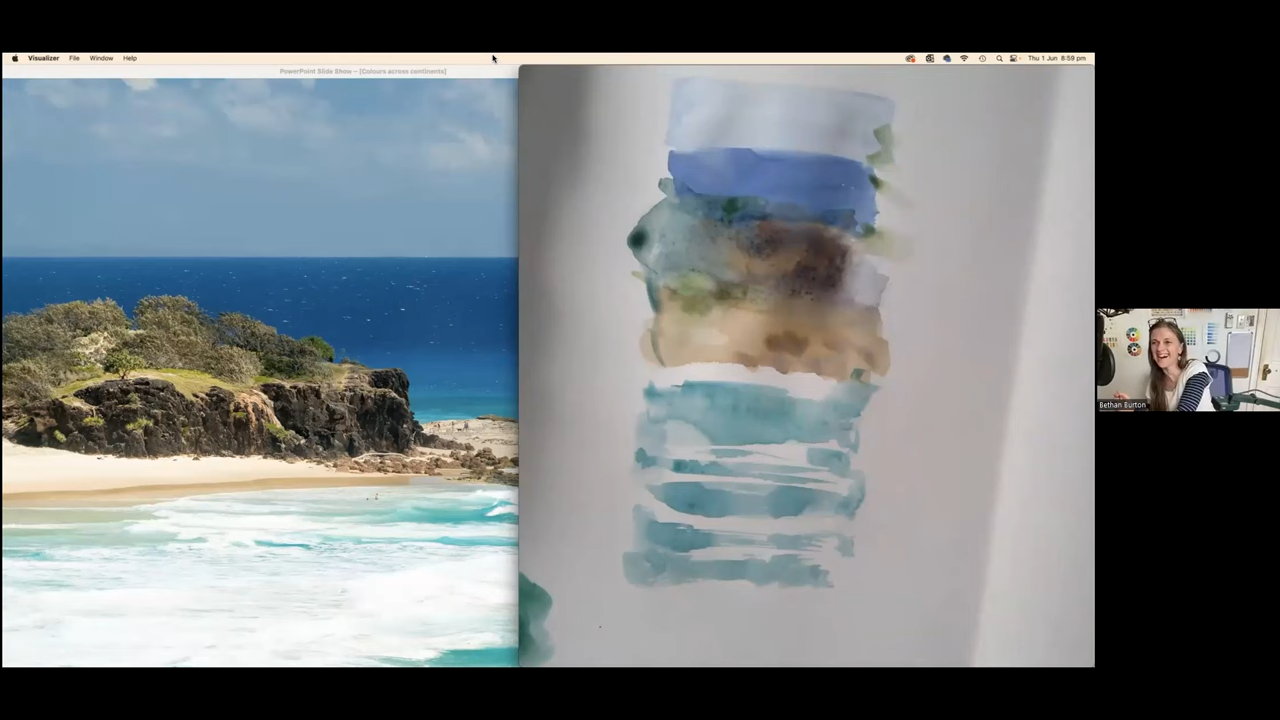 Visualizer File Window Help
Thu 1 Jun 8:59 pm
PowerPoint Slide Show – [Colours across continents]
Bethan Burton